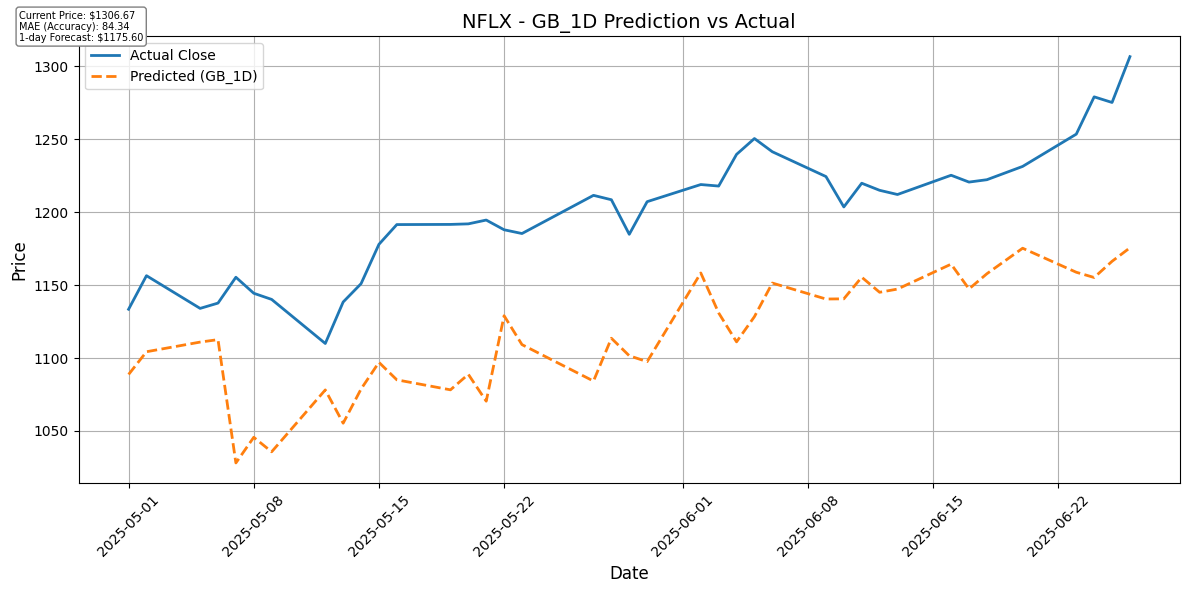 NFLX - GB_1D Prediction vs Actual
Current Price: $1306.67
MAE (Accuracy): 84.34
1-day Forecast: $1175.60
Actual Close
Predicted (GB_1D)
Price
1300
1250
1200
1150
1100
1050
2025-05-01
2025-05-08
2025-05-15
2025-05-22
2025-06-01
2025-06-08
2025-06-15
2025-06-22
Date